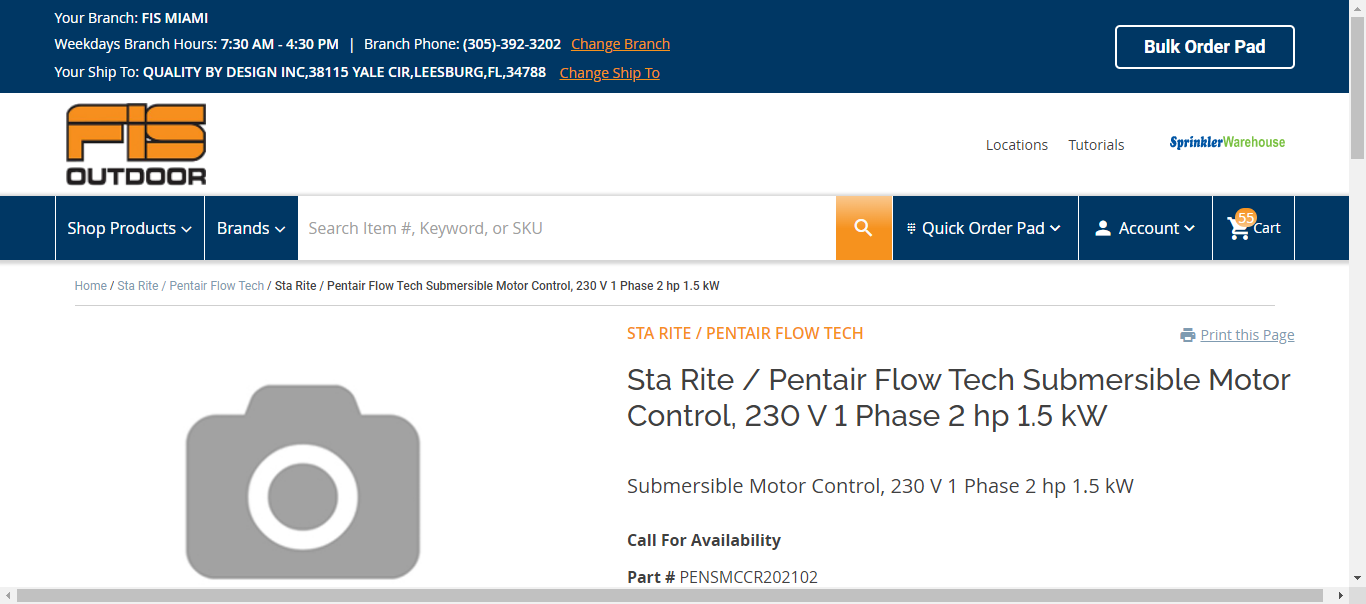 Your Branch: FIS MIAMI
Weekdays Branch Hours: 7:30 AM - 4:30 PM | Branch Phone: (305)-392-3202 Change Branch
Your Ship To: QUALITY BY DESIGN INC,38115 YALE CIR,LEESBURG,FL,34788 Change Ship To
Bulk Order Pad
FIS
OUTDOOR
Locations Tutorials SprinklerWarehouse
Shop Products Brands Search Item #, Keyword, or SKU Quick Order Pad Account 55 Cart
Home / Sta Rite / Pentair Flow Tech / Sta Rite / Pentair Flow Tech Submersible Motor Control, 230 V 1 Phase 2 hp 1.5 kW
STA RITE / PENTAIR FLOW TECH
Print this Page
Sta Rite / Pentair Flow Tech Submersible Motor
Control, 230 V 1 Phase 2 hp 1.5 kW
Submersible Motor Control, 230 V 1 Phase 2 hp 1.5 kW
Call For Availability
Part # PENSMCCR202102